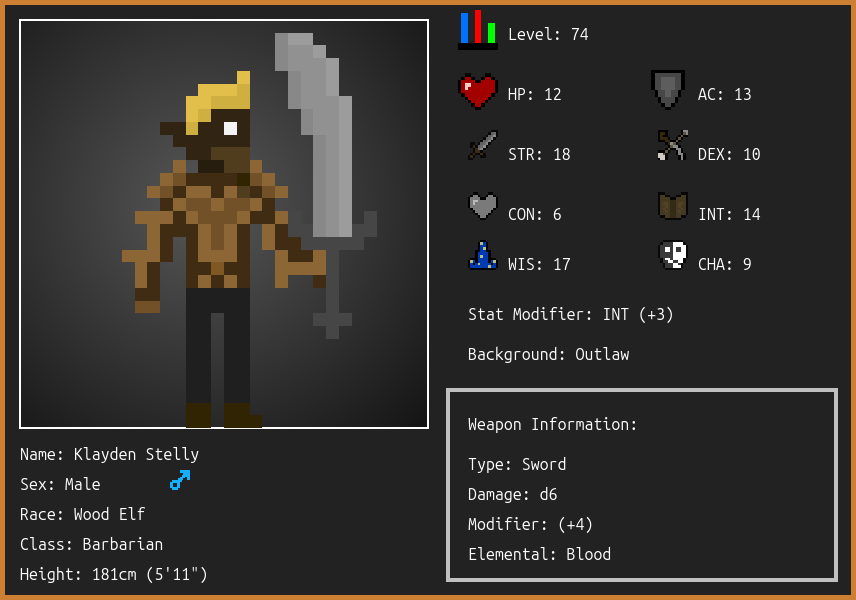 Level: 74
HP: 12
AC: 13
STR: 18
DEX: 10
CON: 6
INT: 14
WIS: 17
CHA: 9
Stat Modifier: INT (+3)
Background: Outlaw
Weapon Information:
Type: Sword
Damage: d6
Modifier: (+4)
Elemental: Blood
Name: Klayden Stelly
Sex: Male
Race: Wood Elf
Class: Barbarian
Height: 181cm (5'11")